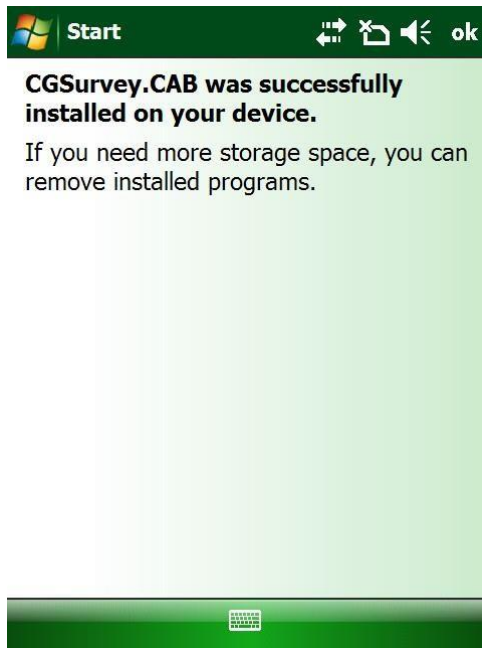 Start ok
CGSurvey.CAB was successfully
installed on your device.
If you need more storage space, you can
remove installed programs.